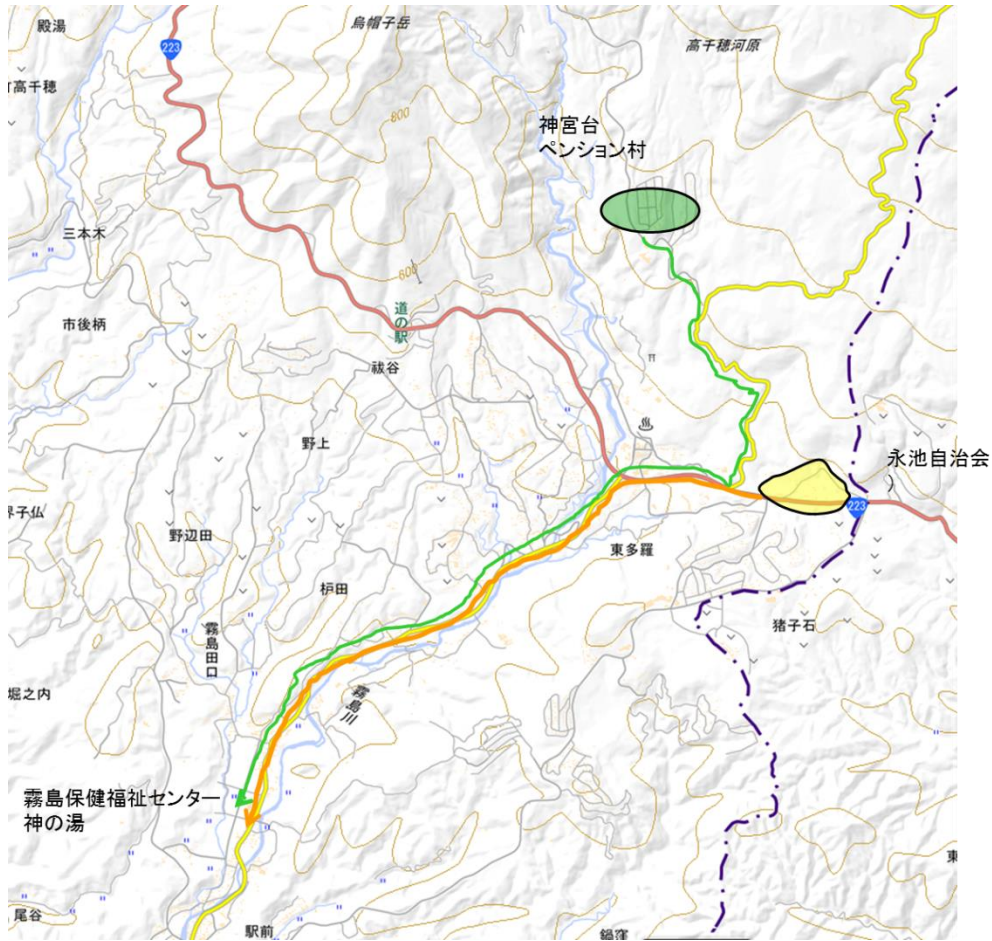 殿湯
烏帽子岳
223
高千穂河原
高千穂
800
神宮台
ペンション村
三本木
600
道の駅
市後柄
祓谷
野上
永池自治会
)
223
野辺田
東多羅
枦田
猪子石
霧島田口
堀之内
霧島川
霧島保健福祉センター
神の湯
尾谷
駅前
鍋窪
東